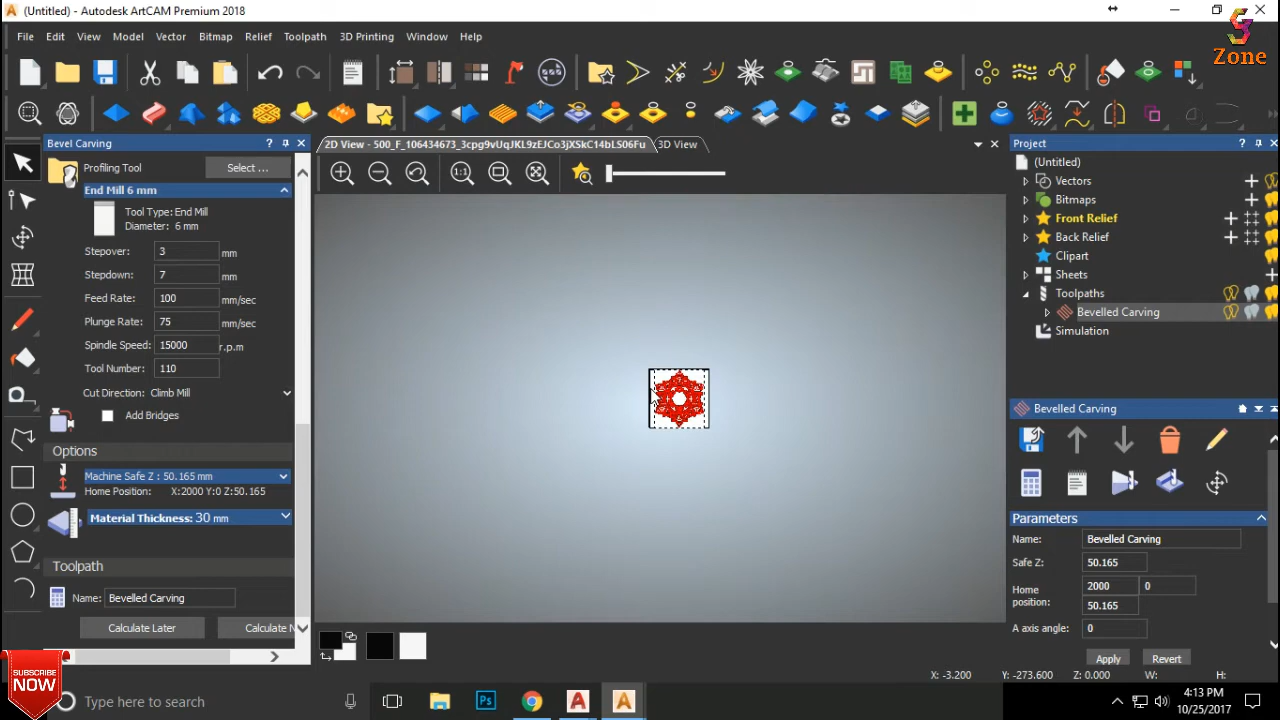 (Untitled) - Autodesk ArtCAM Premium 2018
File Edit View Model Vector Bitmap Relief Toolpath 3D Printing Window Help
Zone
Bevel Carving
2D View - 500_F_106434673_3cpg9vUqJKL9zEJCo3jXSkC14bLS06Fu
3D View
Project
Profiling Tool
Select ...
End Mill 6 mm
Tool Type: End Mill
Diameter: 6 mm
Stepover: 3 mm
Stepdown: 7 mm
Feed Rate: 100 mm/sec
Plunge Rate: 75 mm/sec
Spindle Speed: 15000 r.p.m
Tool Number: 110
Cut Direction: Climb Mill
Add Bridges
Options
Machine Safe Z : 50.165 mm
Home Position: X:2000 Y:0 Z:50.165
Material Thickness: 30 mm
Toolpath
Name: Bevelled Carving
Calculate Later
Calculate N
1:1
(Untitled)
Vectors
Bitmaps
Front Relief
Back Relief
Clipart
Sheets
Toolpaths
Bevelled Carving
Simulation
Bevelled Carving
Parameters
Name: Bevelled Carving
Safe Z: 50.165
Home position: 2000 0
50.165
A axis angle: 0
Apply Revert
X: -3.200 Y: -273.600 Z: 0.000 W: H:
SUBSCRIBE
NOW
Type here to search
4:13 PM
10/25/2017